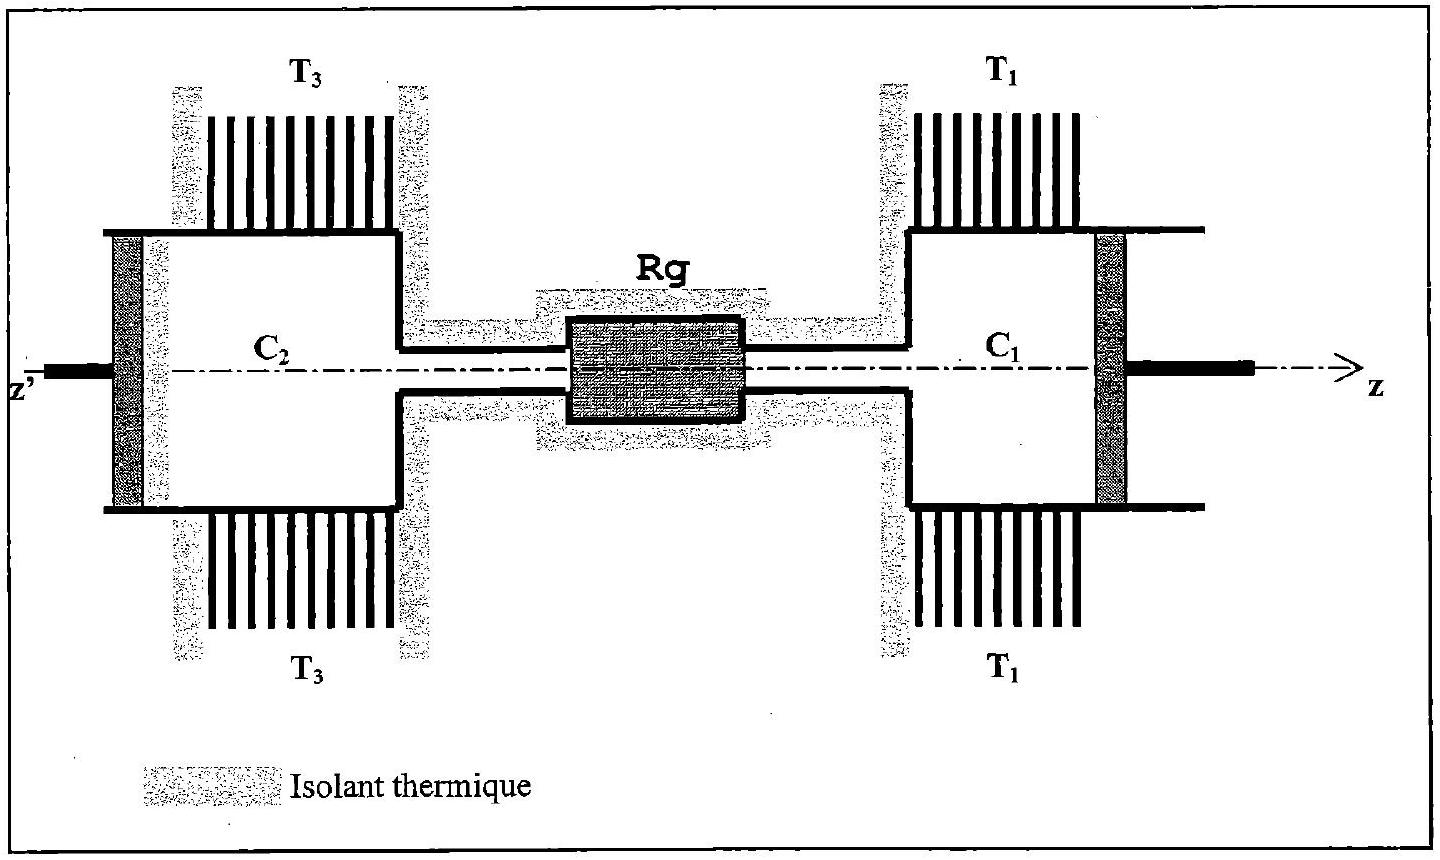 T₃
T₁
Rg
C₂
C₁
z'
z
T₃
T₁
Isolant thermique